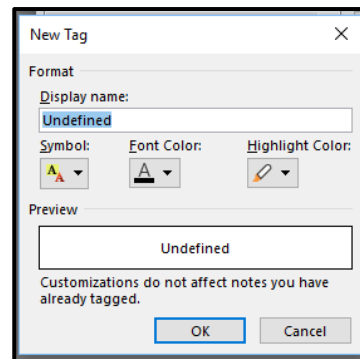 New Tag
Format
Display name:
Undefined
Symbol: Font Color: Highlight Color:
Preview
Undefined
Customizations do not affect notes you have
already tagged.
OK Cancel